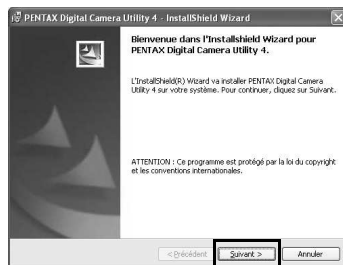 PENTAX Digital Camera Utility 4 - InstallShield Wizard
Bienvenue dans l'Installshield Wizard pour
PENTAX Digital Camera Utility 4.
L'InstallShield(R) Wizard va installer PENTAX Digital Camera
Utility 4 sur votre système. Pour continuer, cliquez sur Suivant.
ATTENTION : Ce programme est protégé par la loi du copyright
et les conventions internationales.
< Précédent
Suivant >
Annuler